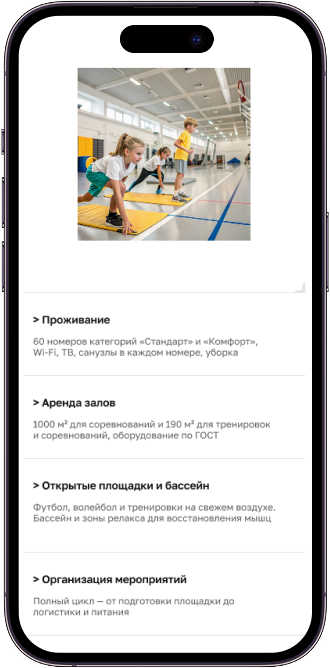 > Проживание
60 номеров категорий «Стандарт» и «Комфорт»,
Wi-Fi, ТВ, санузлы в каждом номере, уборка
> Аренда залов
1000 м² для соревнований и 190 м² для тренировок
и соревнований, оборудование по ГОСТ
> Открытые площадки и бассейн
Футбол, волейбол и тренировки на свежем воздухе.
Бассейн и зоны релакса для восстановления мышц
> Организация мероприятий
Полный цикл — от подготовки площадки до
логистики и питания